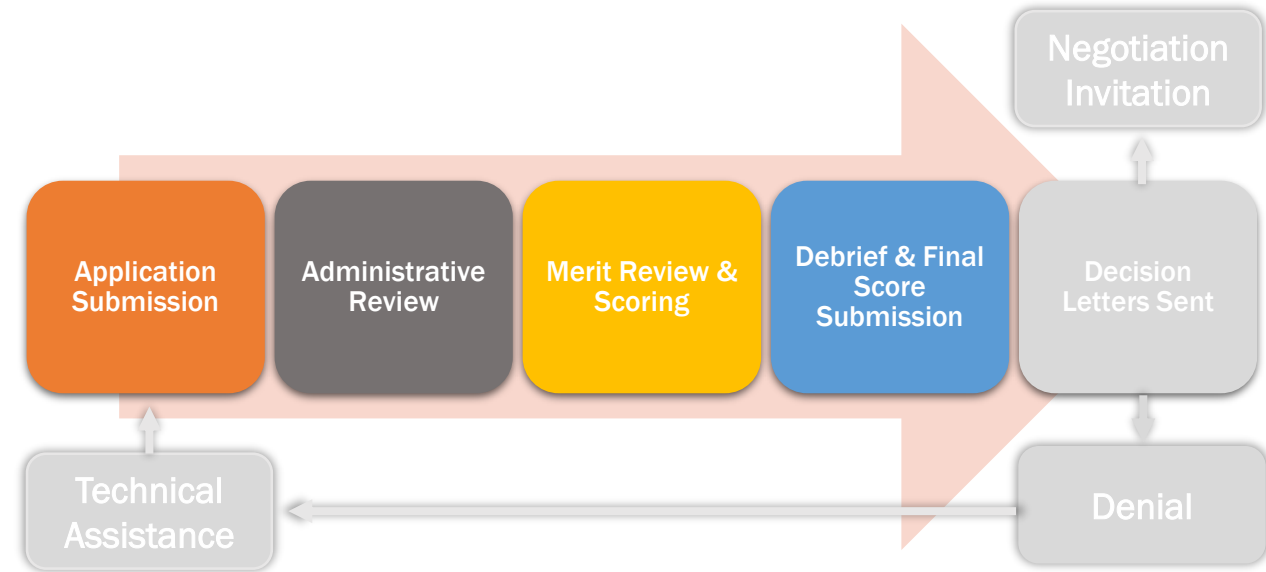 Negotiation
Invitation
Application
Submission
Administrative
Review
Merit Review &
Scoring
Debrief & Final
Score
Submission
Decision
Letters Sent
Technical
Assistance
Denial